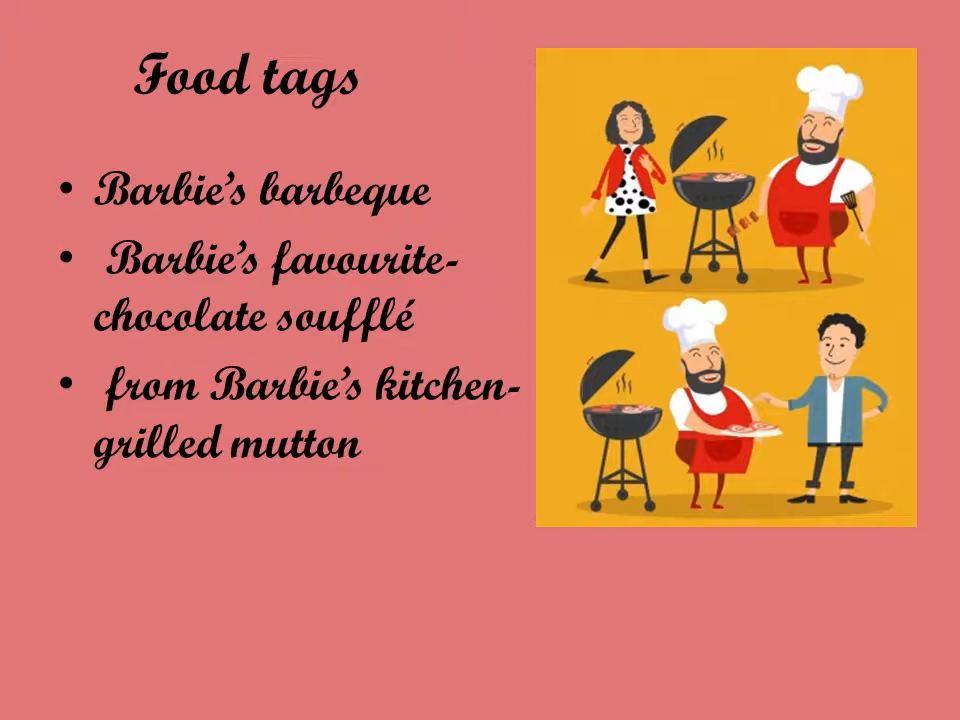 Food tags
• Barbie's barbeque
• Barbie's favourite-
chocolate soufflé
• from Barbie's kitchen-
grilled mutton